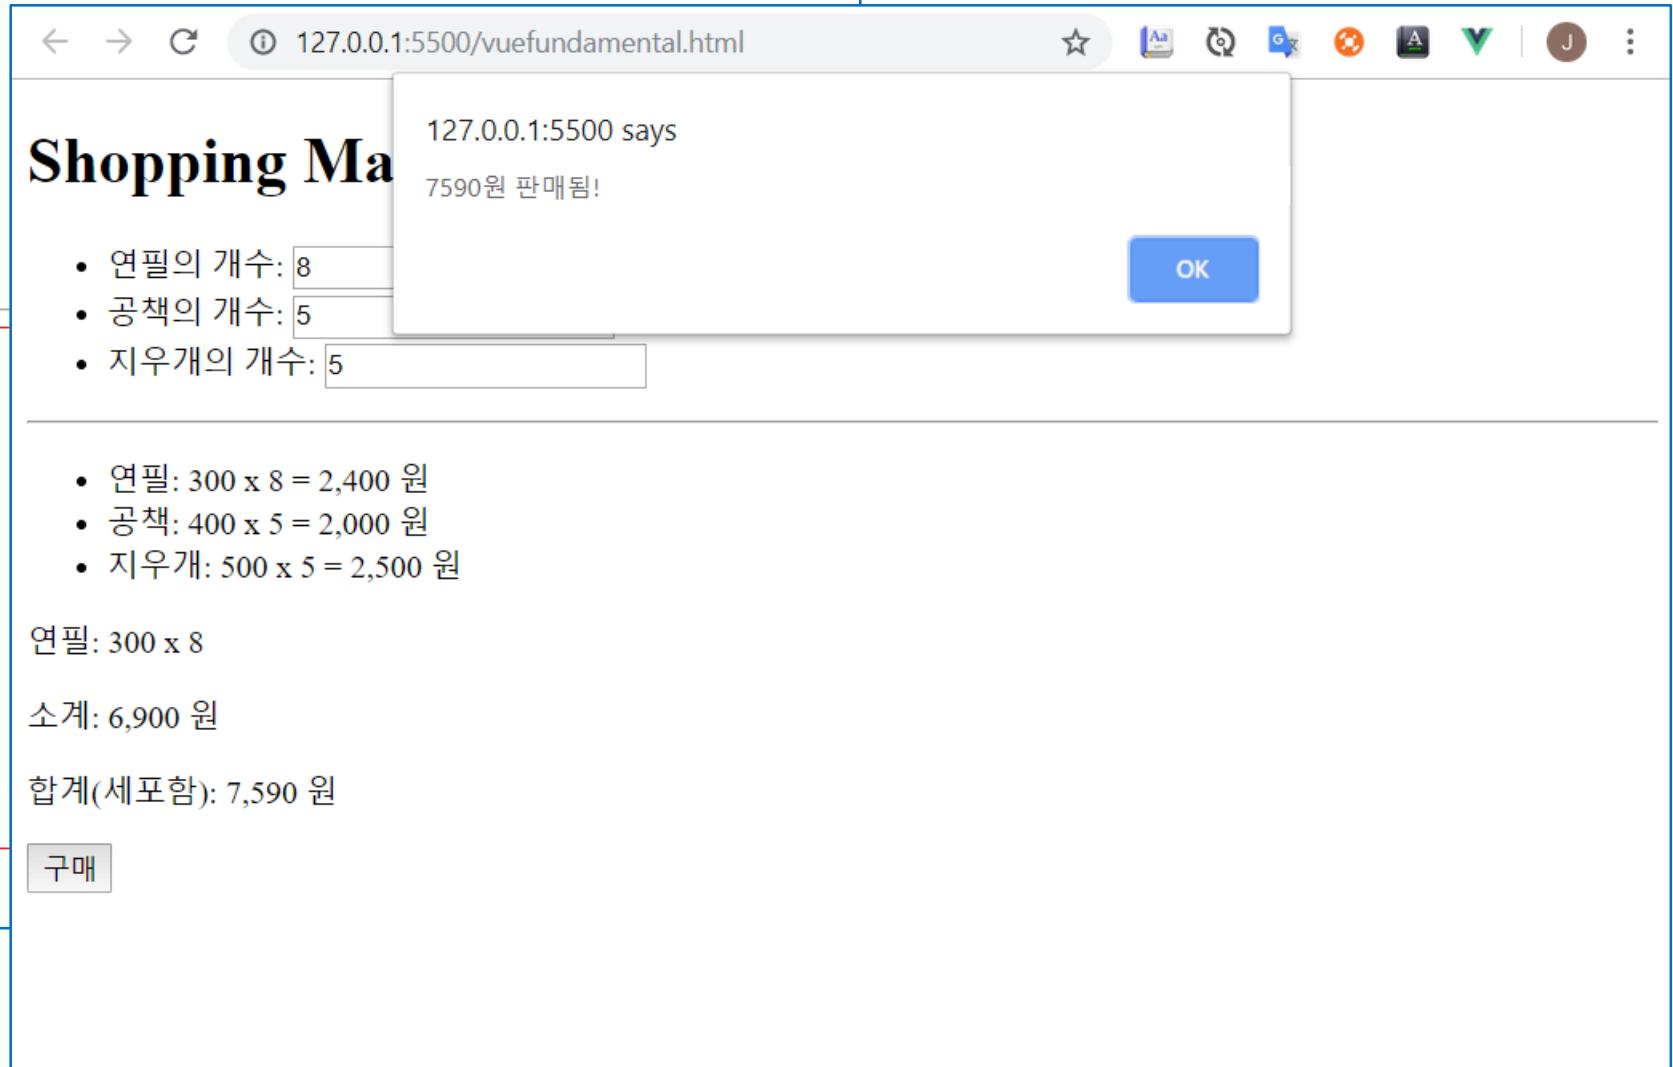 127.0.0.1:5500/vuefundamental.html
J
127.0.0.1:5500 says
7590원 판매됨!
OK
Shopping Ma
연필의 개수: 8
공책의 개수: 5
지우개의 개수: 5
연필: 300 x 8 = 2,400 원
공책: 400 x 5 = 2,000 원
지우개: 500 x 5 = 2,500 원
연필: 300 x 8
소계: 6,900 원
합계(세포함): 7,590 원
구매